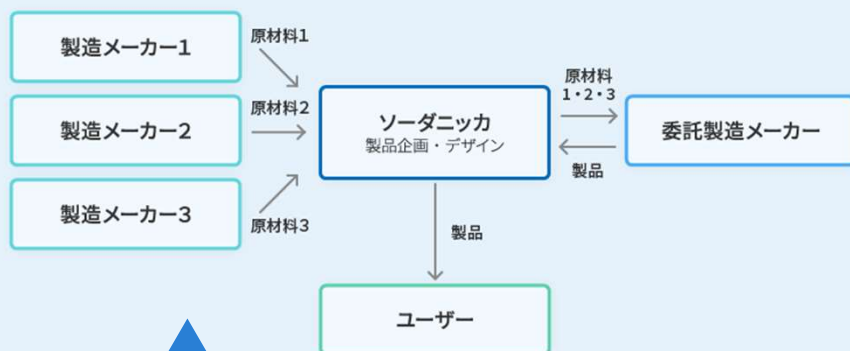 製造メーカー1
原材料1
製造メーカー2
原材料2
製造メーカー3
原材料3
ソーダニッカ
製品企画・デザイン
原材料
1・2・3
製品
委託製造メーカー
製品
ユーザー